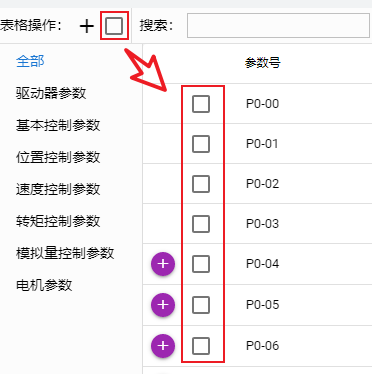 表格操作： 搜索：
全部
驱动器参数
基本控制参数
位置控制参数
速度控制参数
转矩控制参数
模拟量控制参数
电机参数
参数号
P0-00
P0-01
P0-02
P0-03
P0-04
P0-05
P0-06